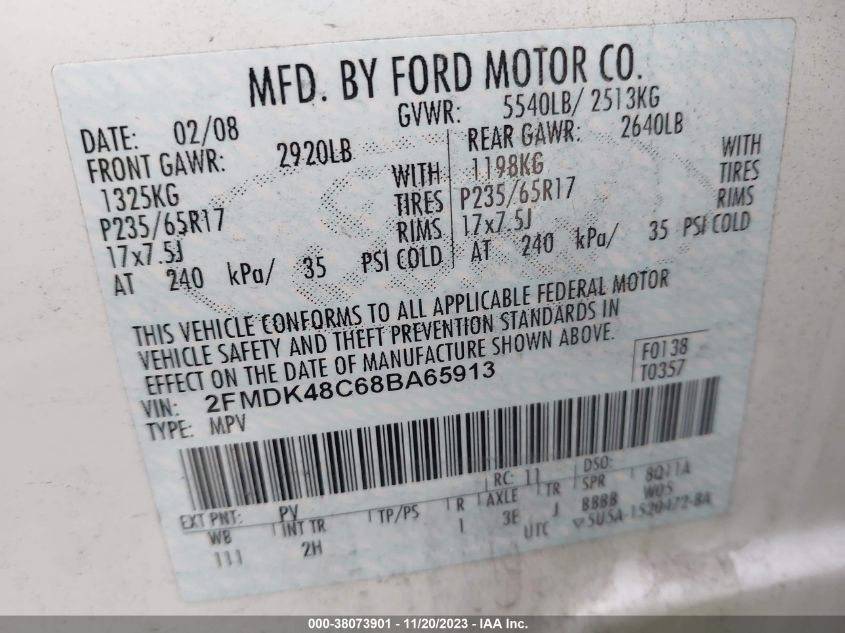 MFD. BY FORD MOTOR CO.
DATE: 02/08 GVWR: 5540LB/ 2513KG
FRONT GAWR: 2920LB REAR GAWR: 2640LB
1325KG WITH 1198KG WITH
P235/65R17 TIRES P235/65R17 TIRES
17x7.5J RIMS 17x7.5J RIMS
AT 240 kPa/ 35 PSI COLD AT 240 kPa/ 35 PSI COLD
THIS VEHICLE CONFORMS TO ALL APPLICABLE FEDERAL MOTOR
VEHICLE SAFETY AND THEFT PREVENTION STANDARDS IN
EFFECT ON THE DATE OF MANUFACTURE SHOWN ABOVE.
VIN: 2FMDK48C68BA65913 F0138
TYPE: MPV T0357
EXT PNT: PV RC: 11 DSO:
WB INT TR TP/PS R AXLE TR SPR 8Q11A
111 2H 1 3E J BBBB W05
UTC 5U5A-1520472-BA
000-38073901 - 11/20/2023 - IAA Inc.